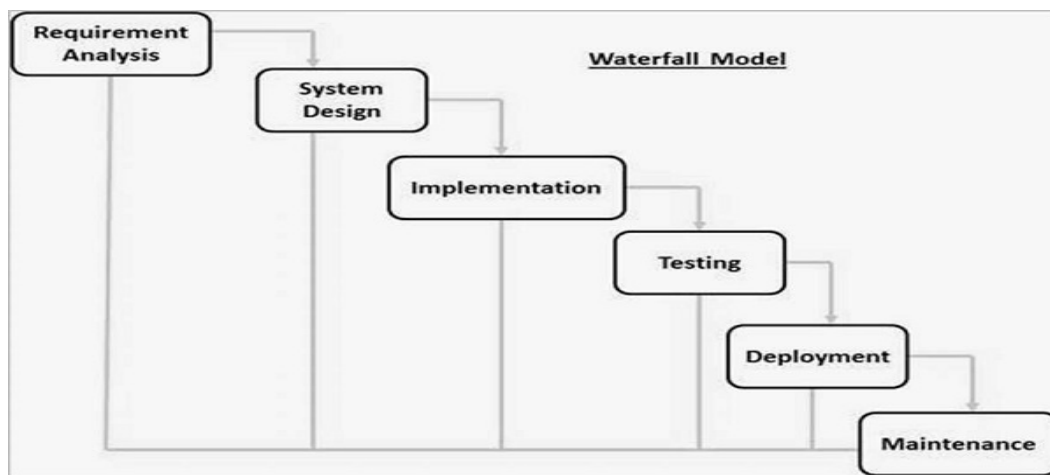 Requirement
Analysis
Waterfall Model
System
Design
Implementation
Testing
Deployment
Maintenance